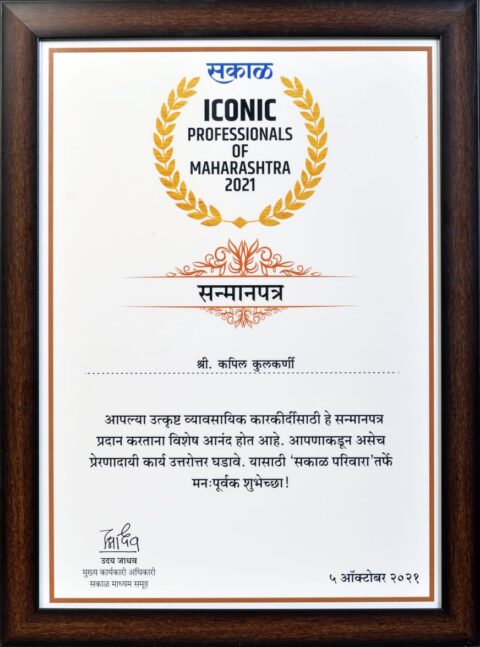 सकाळ
ICONIC
PROFESSIONALS
OF
MAHARASHTRA
2021
सन्मानपत्र
श्री. कपिल कुलकर्णी
आपल्या उत्कृष्ट व्यावसायिक कारकीर्दीसाठी हे सन्मानपत्र
प्रदान करताना विशेष आनंद होत आहे. आपणाकडून असेच
प्रेरणादायी कार्य उत्तरोत्तर घडावे. यासाठी 'सकाळ परिवारा'तर्फे
मनःपूर्वक शुभेच्छा!
उदय जाधव
मुख्य कार्यकारी अधिकारी
सकाळ माध्यम समूह
५ ऑक्टोबर २०२१